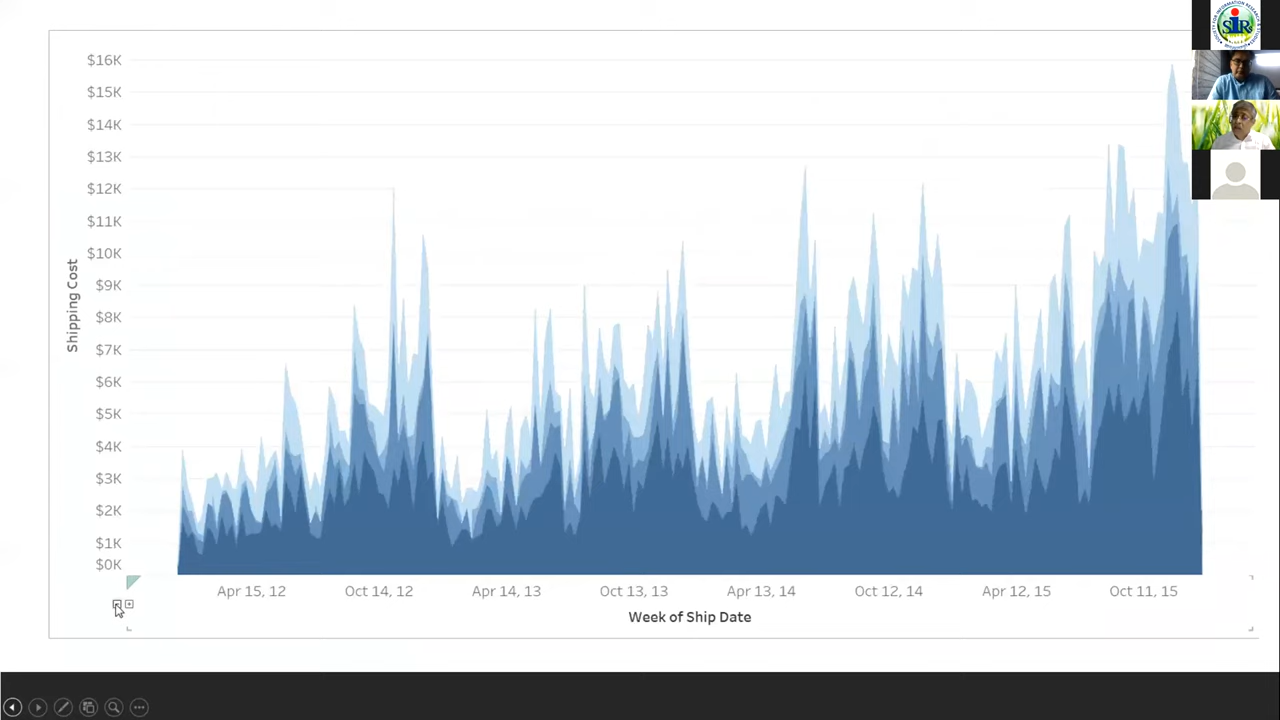 $16K
$15K
$14K
$13K
$12K
$11K
$10K
$9K
$8K
$7K
$6K
$5K
$4K
$3K
$2K
$1K
$0K
Shipping Cost
Apr 15, 12 Oct 14, 12 Apr 14, 13 Oct 13, 13 Apr 13, 14 Oct 12, 14 Apr 12, 15 Oct 11, 15
Week of Ship Date